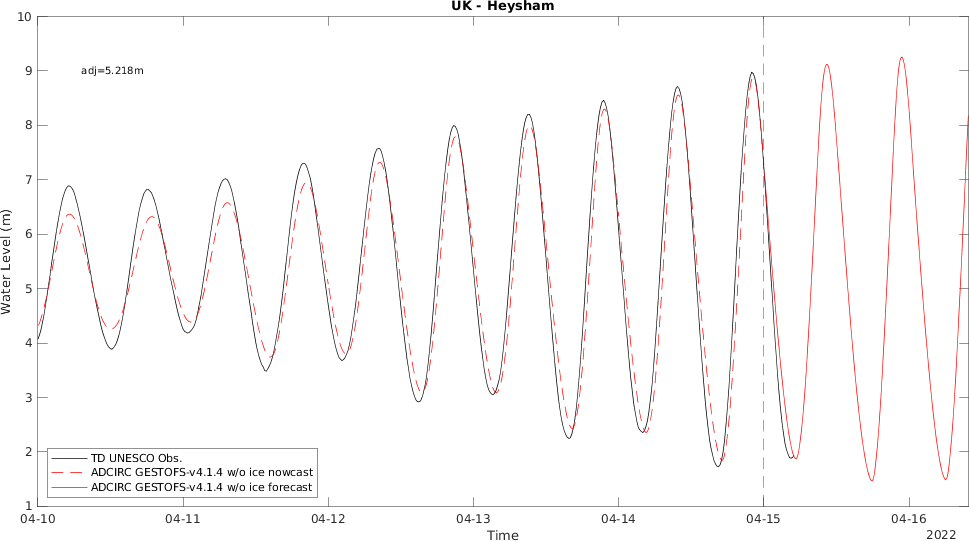 UK - Heysham
10
9
adj=5.218m
8
7
6
5
4
3
2
1
Water Level (m)
TD UNESCO Obs.
ADCIRC GESTOFS-v4.1.4 w/o ice nowcast
ADCIRC GESTOFS-v4.1.4 w/o ice forecast
04-10 04-11 04-12 04-13 04-14 04-15 04-16
Time
2022